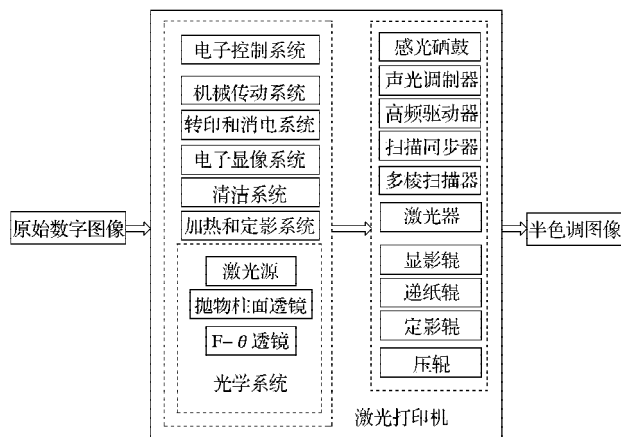 原始数字图像
电子控制系统
机械传动系统
转印和消电系统
电子显像系统
清洁系统
加热和定影系统
激光源
抛物柱面透镜
F-θ透镜
光学系统
感光硒鼓
声光调制器
高频驱动器
扫描同步器
多棱扫描器
激光器
显影辊
递纸辊
定影辊
压辊
激光打印机
半色调图像